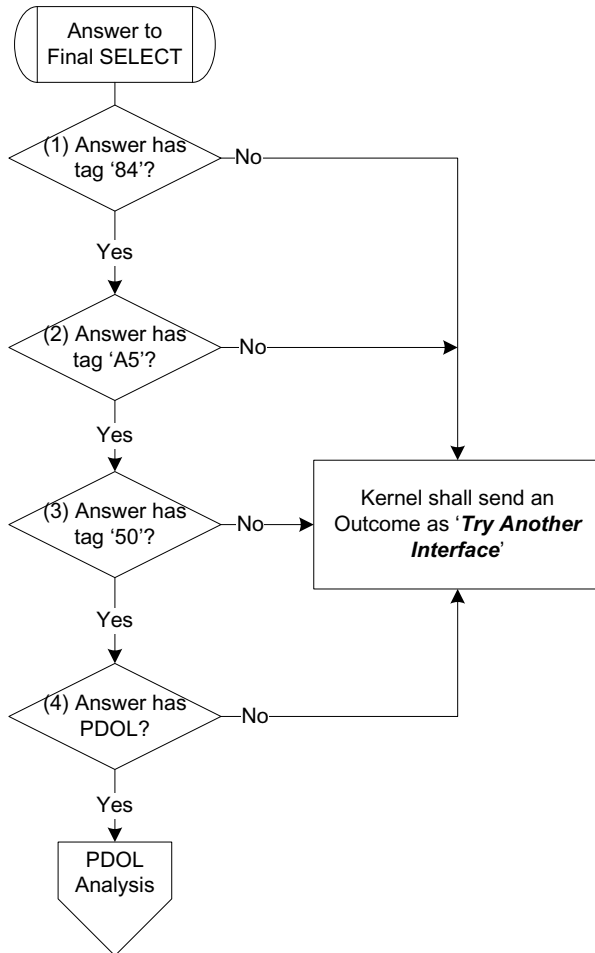 Answer to
Final SELECT
(1) Answer has
tag ‘84’?
No
Yes
(2) Answer has
tag ‘A5’?
No
Yes
(3) Answer has
tag ‘50’?
No
Kernel shall send an
Outcome as ‘Try Another
Interface’
Yes
(4) Answer has
PDOL?
No
Yes
PDOL
Analysis